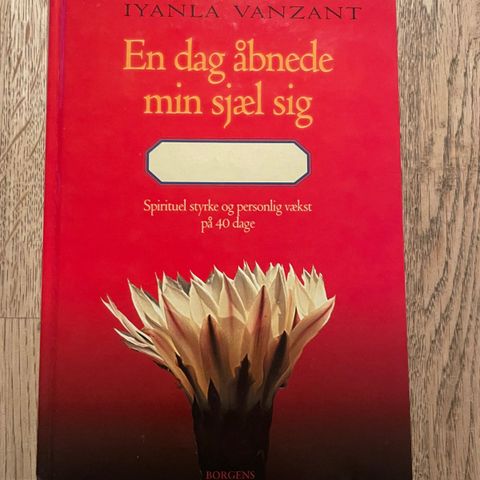 IYANLA VANZANT
En dag åbnede
min sjæl sig
Spirituel styrke og personlig vækst
på 40 dage
BORGENS